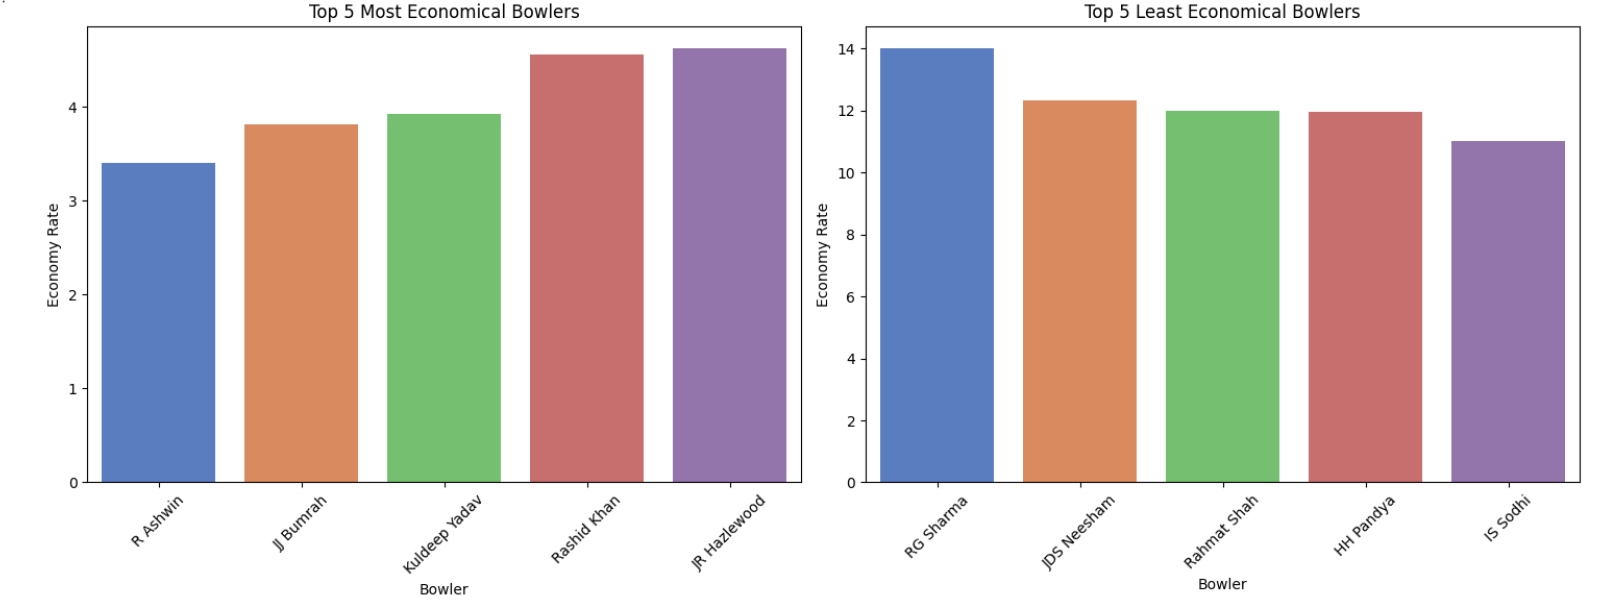 Top 5 Most Economical Bowlers
Economy Rate
4
3
2
1
0
R Ashwin
JJ Bumrah
Kuldeep Yadav
Rashid Khan
JR Hazlewood
Bowler
Top 5 Least Economical Bowlers
Economy Rate
14
12
10
8
6
4
2
0
RG Sharma
JDS Neesham
Rahmat Shah
HH Pandya
IS Sodhi
Bowler